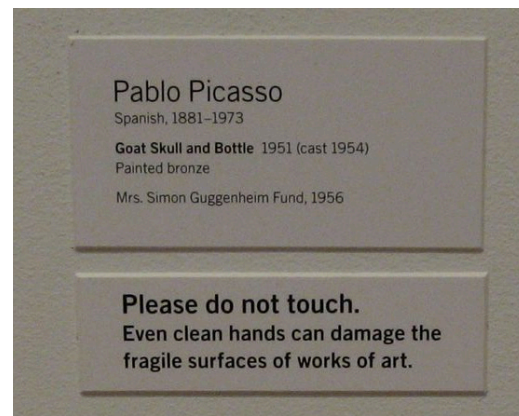 Pablo Picasso
Spanish, 1881–1973
Goat Skull and Bottle 1951 (cast 1954)
Painted bronze
Mrs. Simon Guggenheim Fund, 1956
Please do not touch.
Even clean hands can damage the
fragile surfaces of works of art.